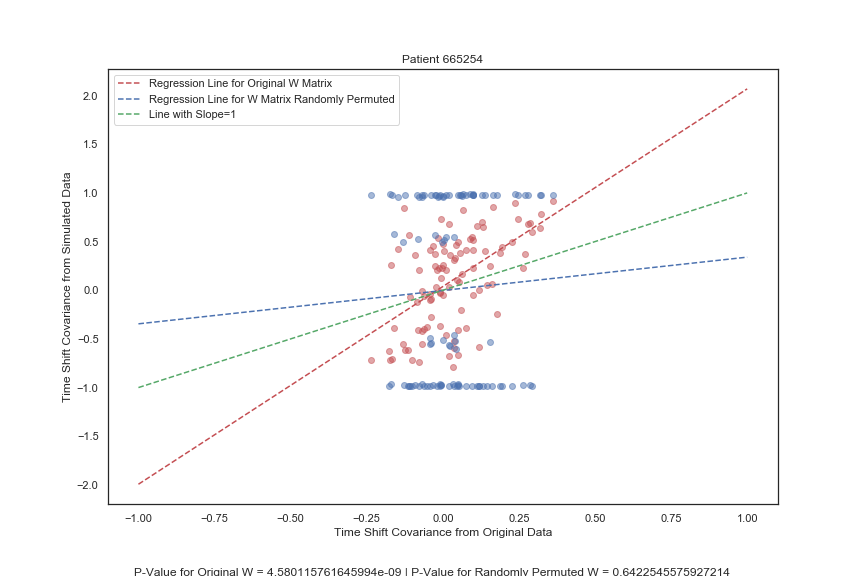 Patient 665254
Regression Line for Original W Matrix
Regression Line for W Matrix Randomly Permuted
Line with Slope=1
2.0
1.5
1.0
0.5
0.0
−0.5
−1.0
−1.5
−2.0
Time Shift Covariance from Simulated Data
−1.00 −0.75 −0.50 −0.25 0.00 0.25 0.50 0.75 1.00
Time Shift Covariance from Original Data
P-Value for Original W = 4.580115761645994e-09 | P-Value for Randomly Permuted W = 0.6422545575927214